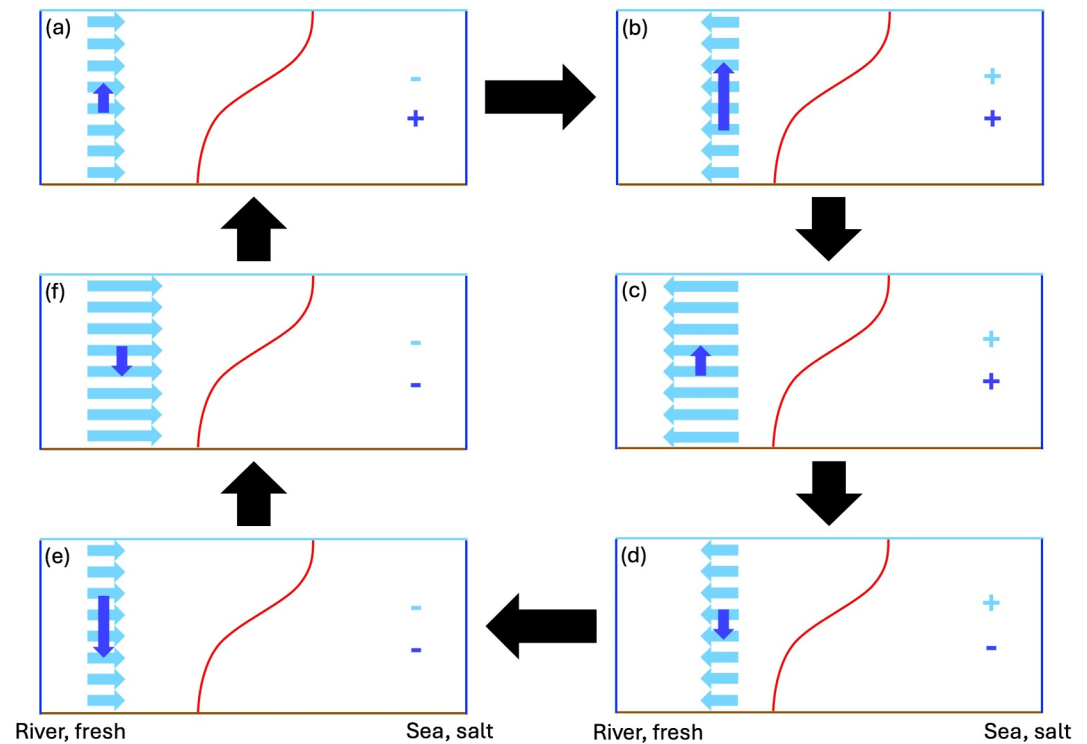 (a)
-
+
(b)
+
+
(f)
-
-
(c)
+
+
(e)
-
-
(d)
+
-
River, fresh
Sea, salt
River, fresh
Sea, salt